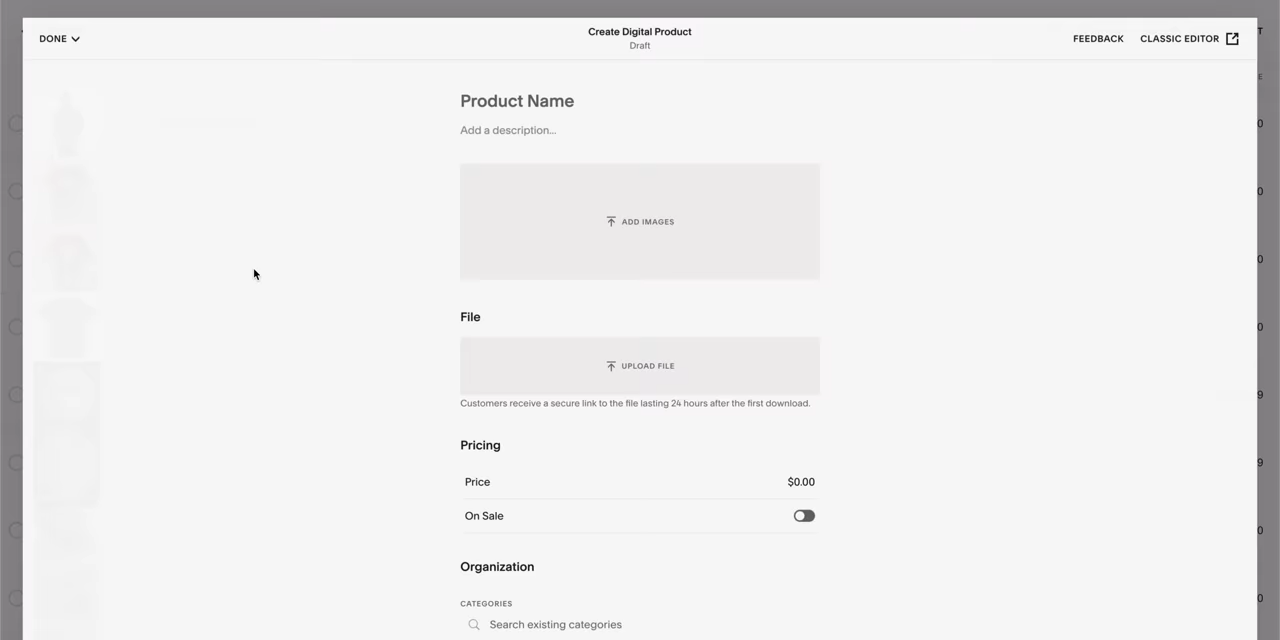 DONE
Create Digital Product
Draft
FEEDBACK
CLASSIC EDITOR
Product Name
Add a description...
ADD IMAGES
File
UPLOAD FILE
Customers receive a secure link to the file lasting 24 hours after the first download.
Pricing
Price $0.00
On Sale
Organization
CATEGORIES
Search existing categories